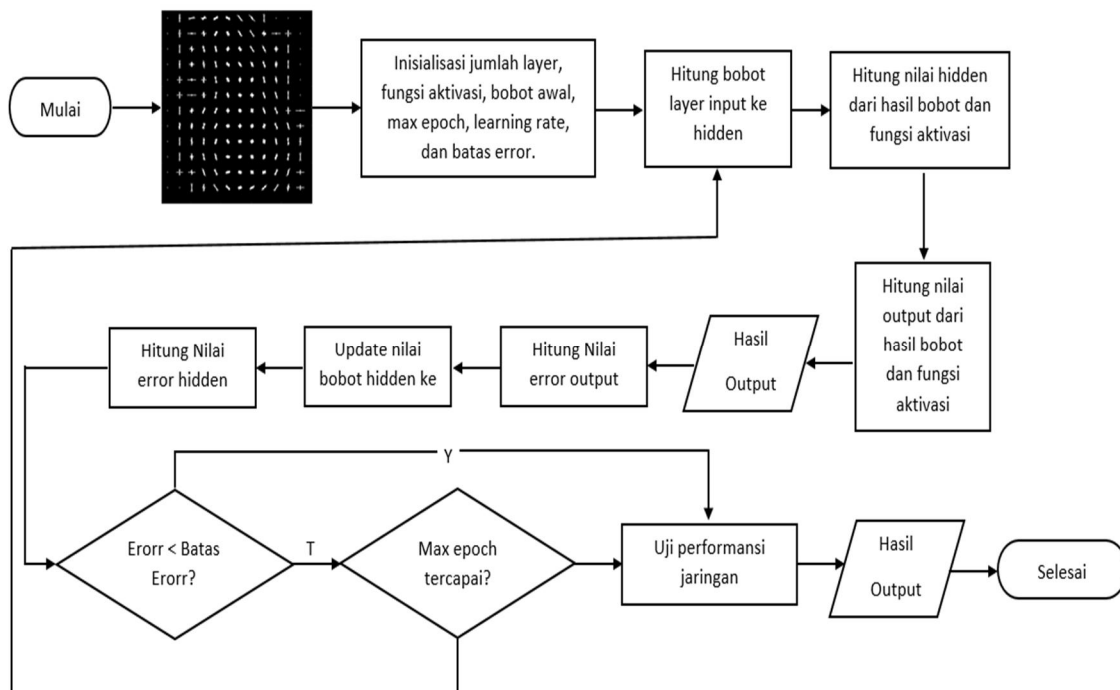 Mulai
Inisialisasi jumlah layer,
fungsi aktivasi, bobot awal,
max epoch, learning rate,
dan batas error.
Hitung bobot
layer input ke
hidden
Hitung nilai hidden
dari hasil bobot dan
fungsi aktivasi
Hitung nilai
output dari
hasil bobot
dan fungsi
aktivasi
Hasil
Output
Hitung Nilai
error output
Update nilai
bobot hidden ke
Hitung Nilai
error hidden
Y
Erorr < Batas
Erorr?
T
Max epoch
tercapai?
Uji performansi
jaringan
Hasil
Output
Selesai